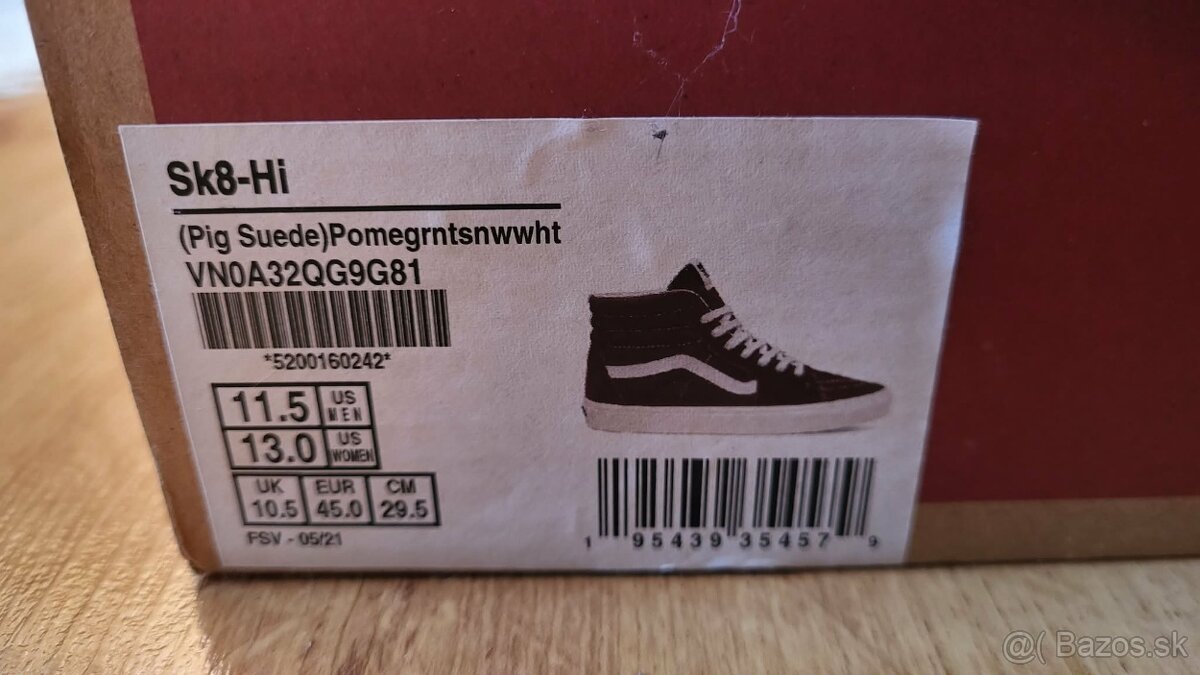 Sk8-Hi
(Pig Suede)Pomegrntsnwwht
VN0A32QG9G81
*5200160242*
11.5 US MEN
13.0 US WOMEN
UK EUR CM
10.5 45.0 29.5
FSV - 05/21
1 95439 35457 9
@( Bazos.sk